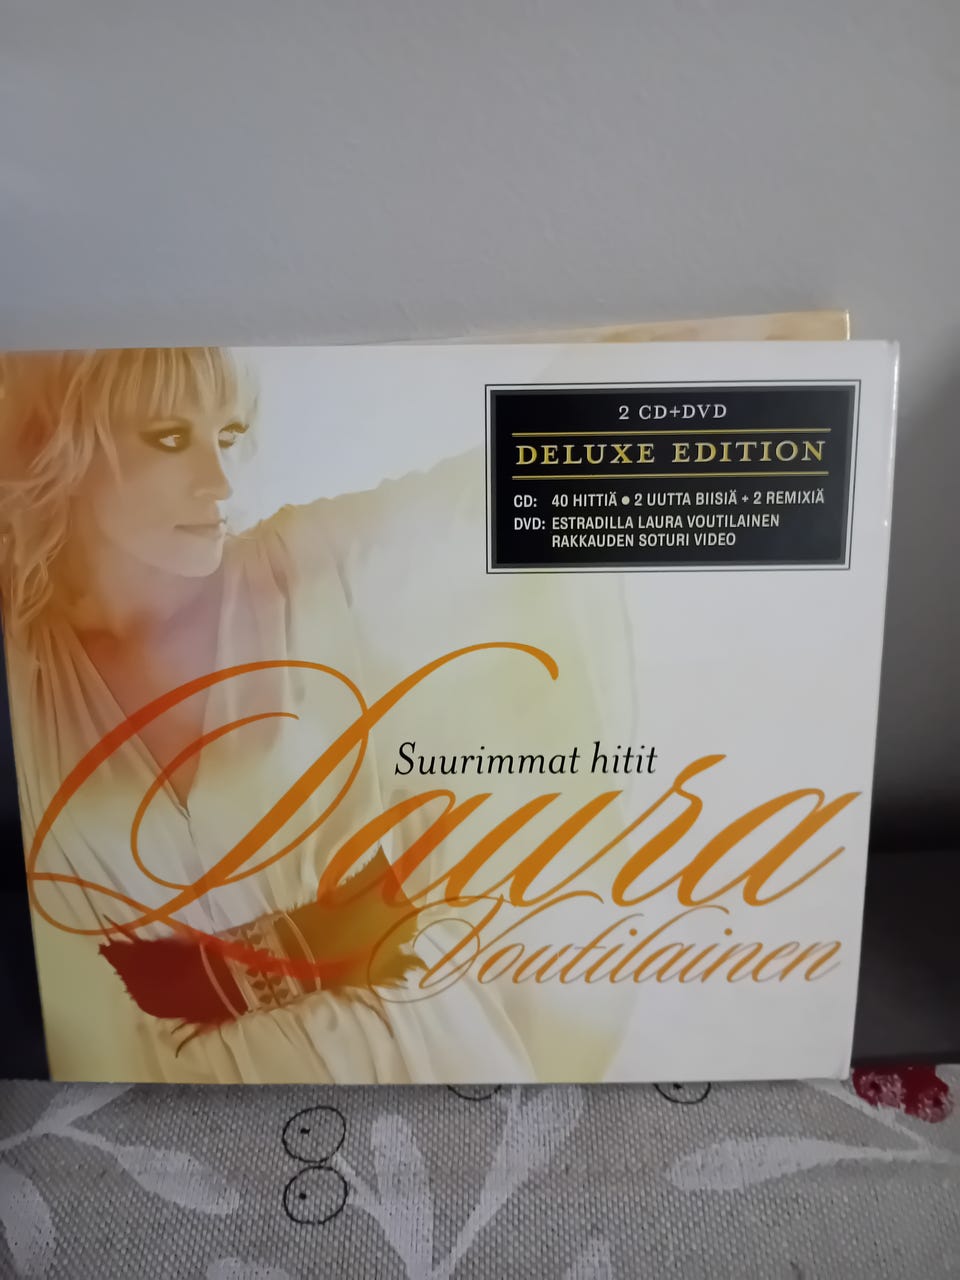 2 CD+DVD
DELUXE EDITION
CD: 40 HITTIÄ • 2 UUTTA BIISIÄ + 2 REMIXIÄ
DVD: ESTRADILLA LAURA VOUTILAINEN
RAKKAUDEN SOTURI VIDEO
Suurimmat hitit
Laura
Voutilainen